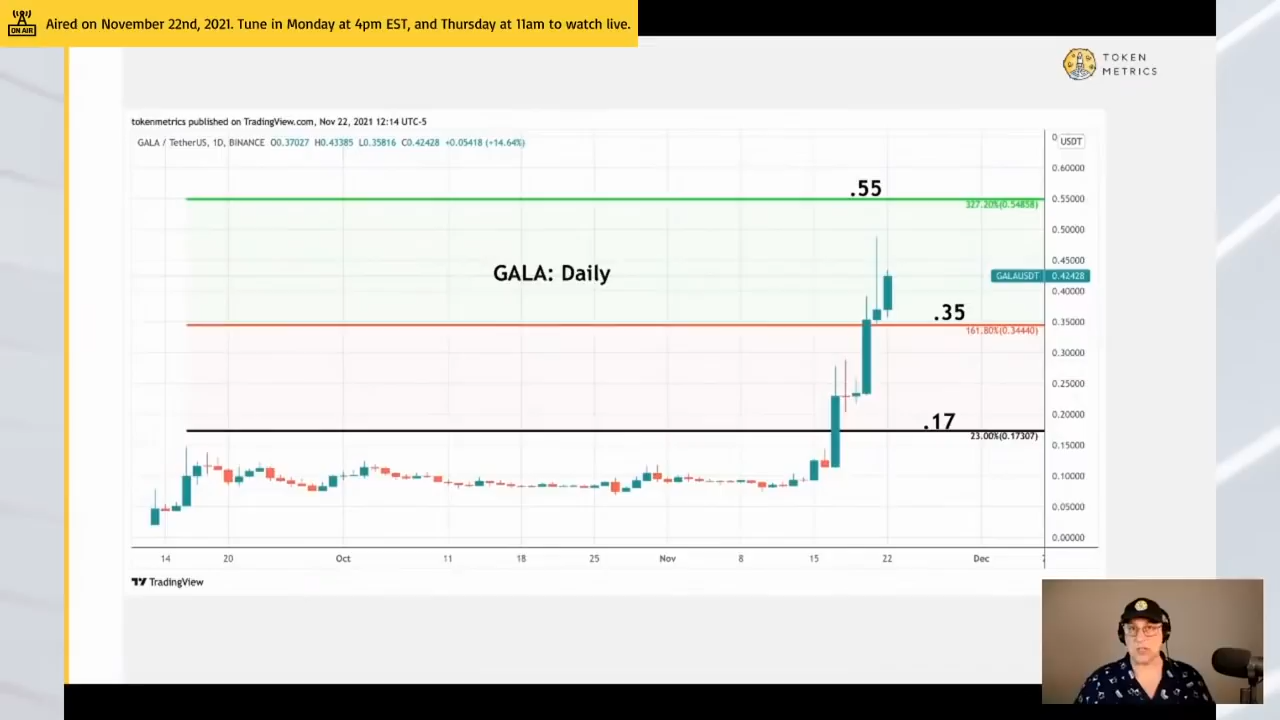 ON AIR
Aired on November 22nd, 2021. Tune in Monday at 4pm EST, and Thursday at 11am to watch live.
TOKEN
METRICS
tokenmetrics published on TradingView.com, Nov 22, 2021 12:14 UTC-5
GALA / TetherUS, 1D, BINANCE O0.37027 H0.43385 L0.35816 C0.42428 +0.05418 (+14.64%)
0 USDT
0.60000
.55
0.55000
327.20%(0.54858)
0.50000
GALA: Daily
0.45000
GALAUSDT 0.42428
0.40000
.35
0.35000
161.80%(0.34440)
0.30000
0.25000
0.20000
.17
23.00%(0.17307)
0.15000
0.10000
0.05000
0.00000
14 20 Oct 11 18 25 Nov 8 15 22 Dec
TradingView